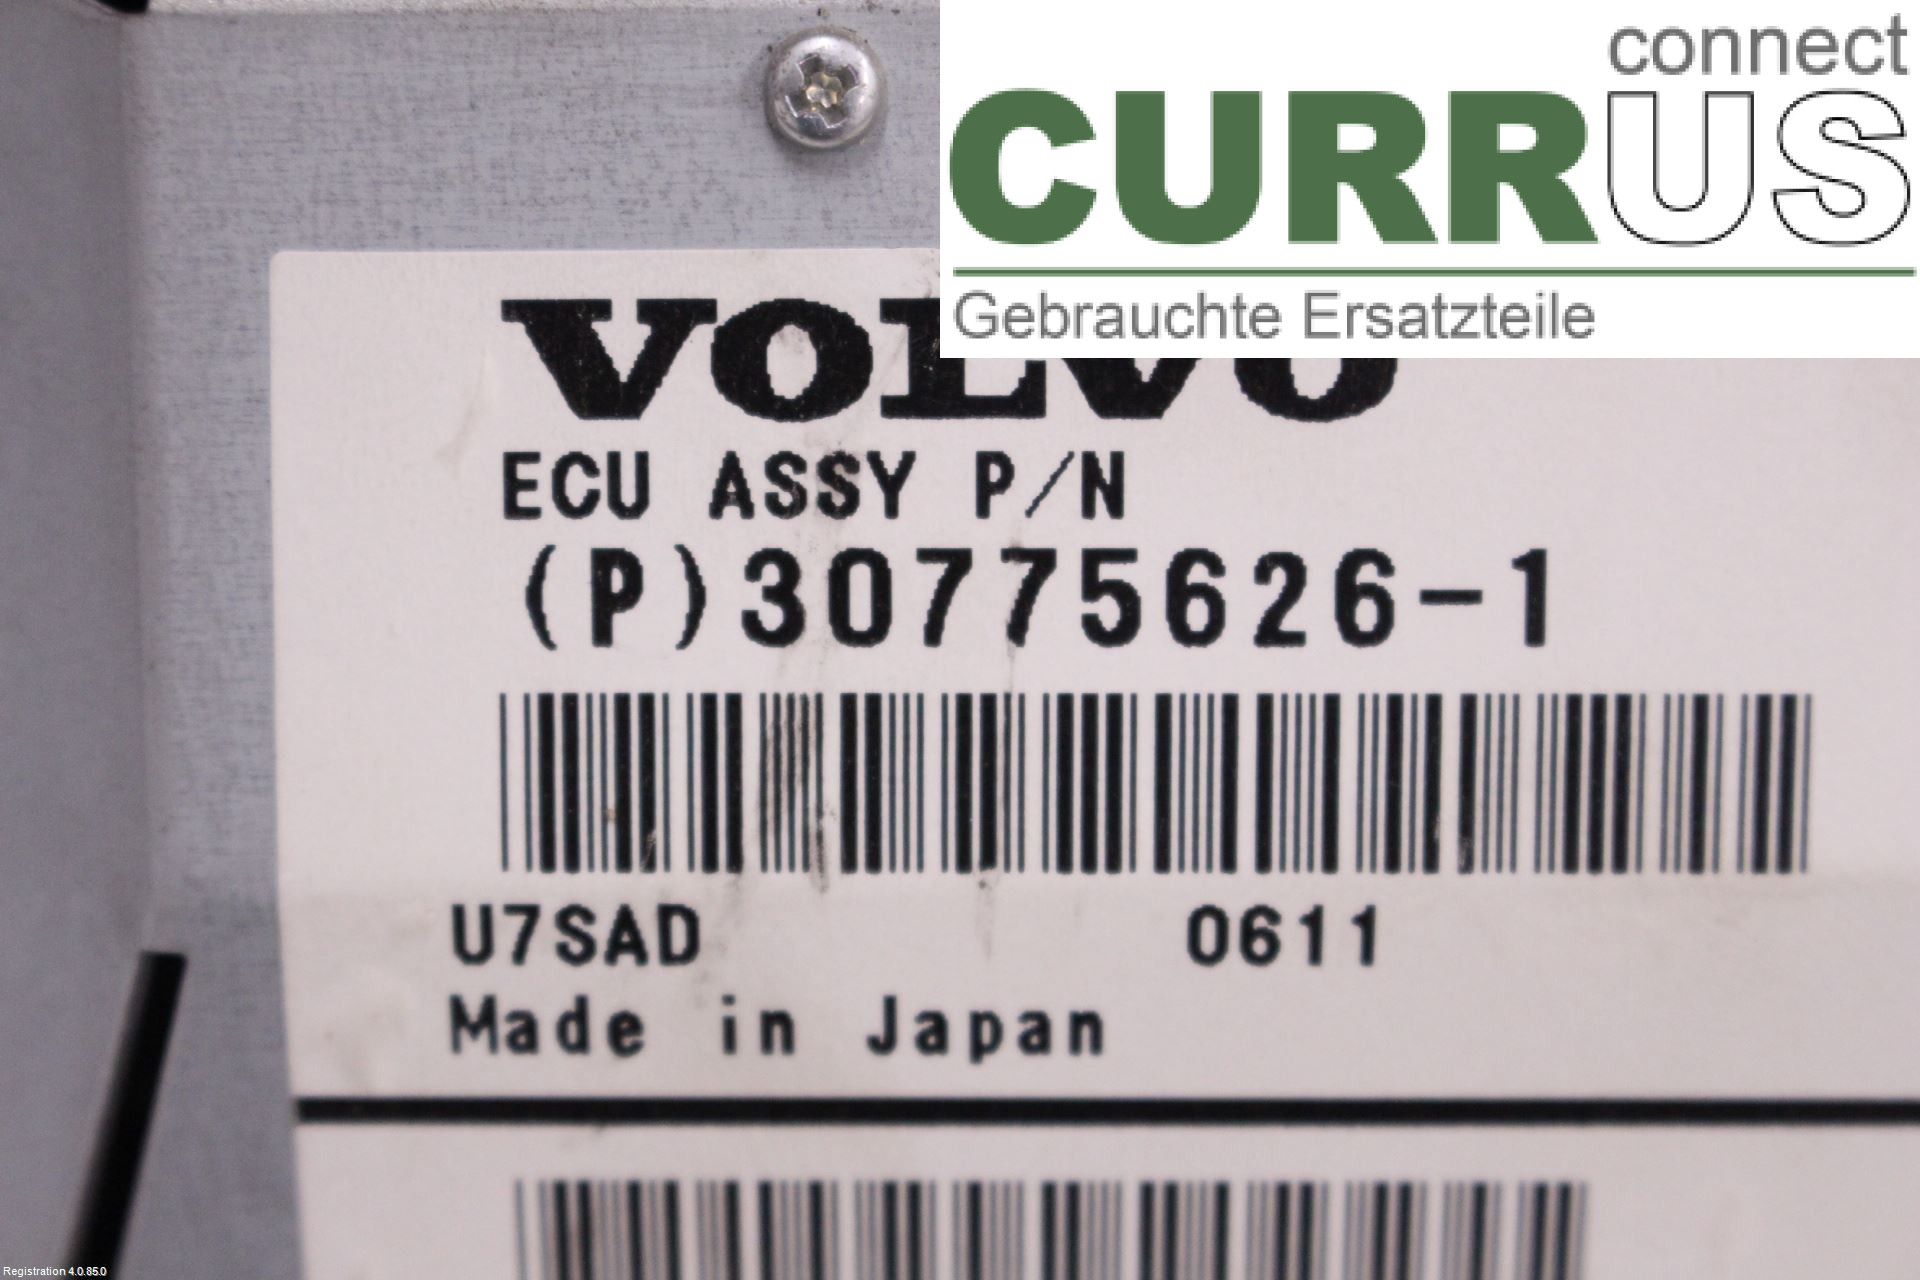 connect
CURRUS
Gebrauchte Ersatzteile
VOLVO
ECU ASSY P/N
(P)30775626-1
U7SAD 0611
Made in Japan
Registration 4.0.85.0